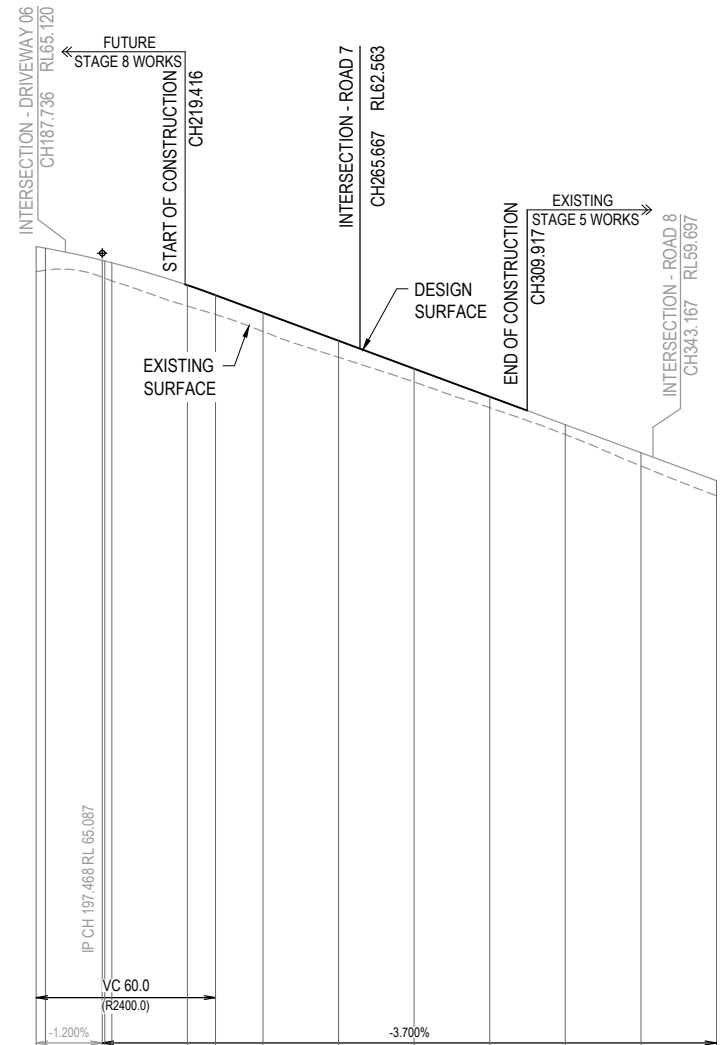 INTERSECTION - DRIVEWAY 06
CH187.736 RL65.120
FUTURE
STAGE 8 WORKS
START OF CONSTRUCTION
CH219.416
INTERSECTION - ROAD 7
CH265.667 RL62.563
EXISTING
STAGE 5 WORKS
END OF CONSTRUCTION
CH309.917
INTERSECTION - ROAD 8
CH343.167 RL59.697
DESIGN
SURFACE
EXISTING
SURFACE
IP CH 197.468 RL 65.087
VC 60.0
(R2400.0)
-1.200%
-3.700%